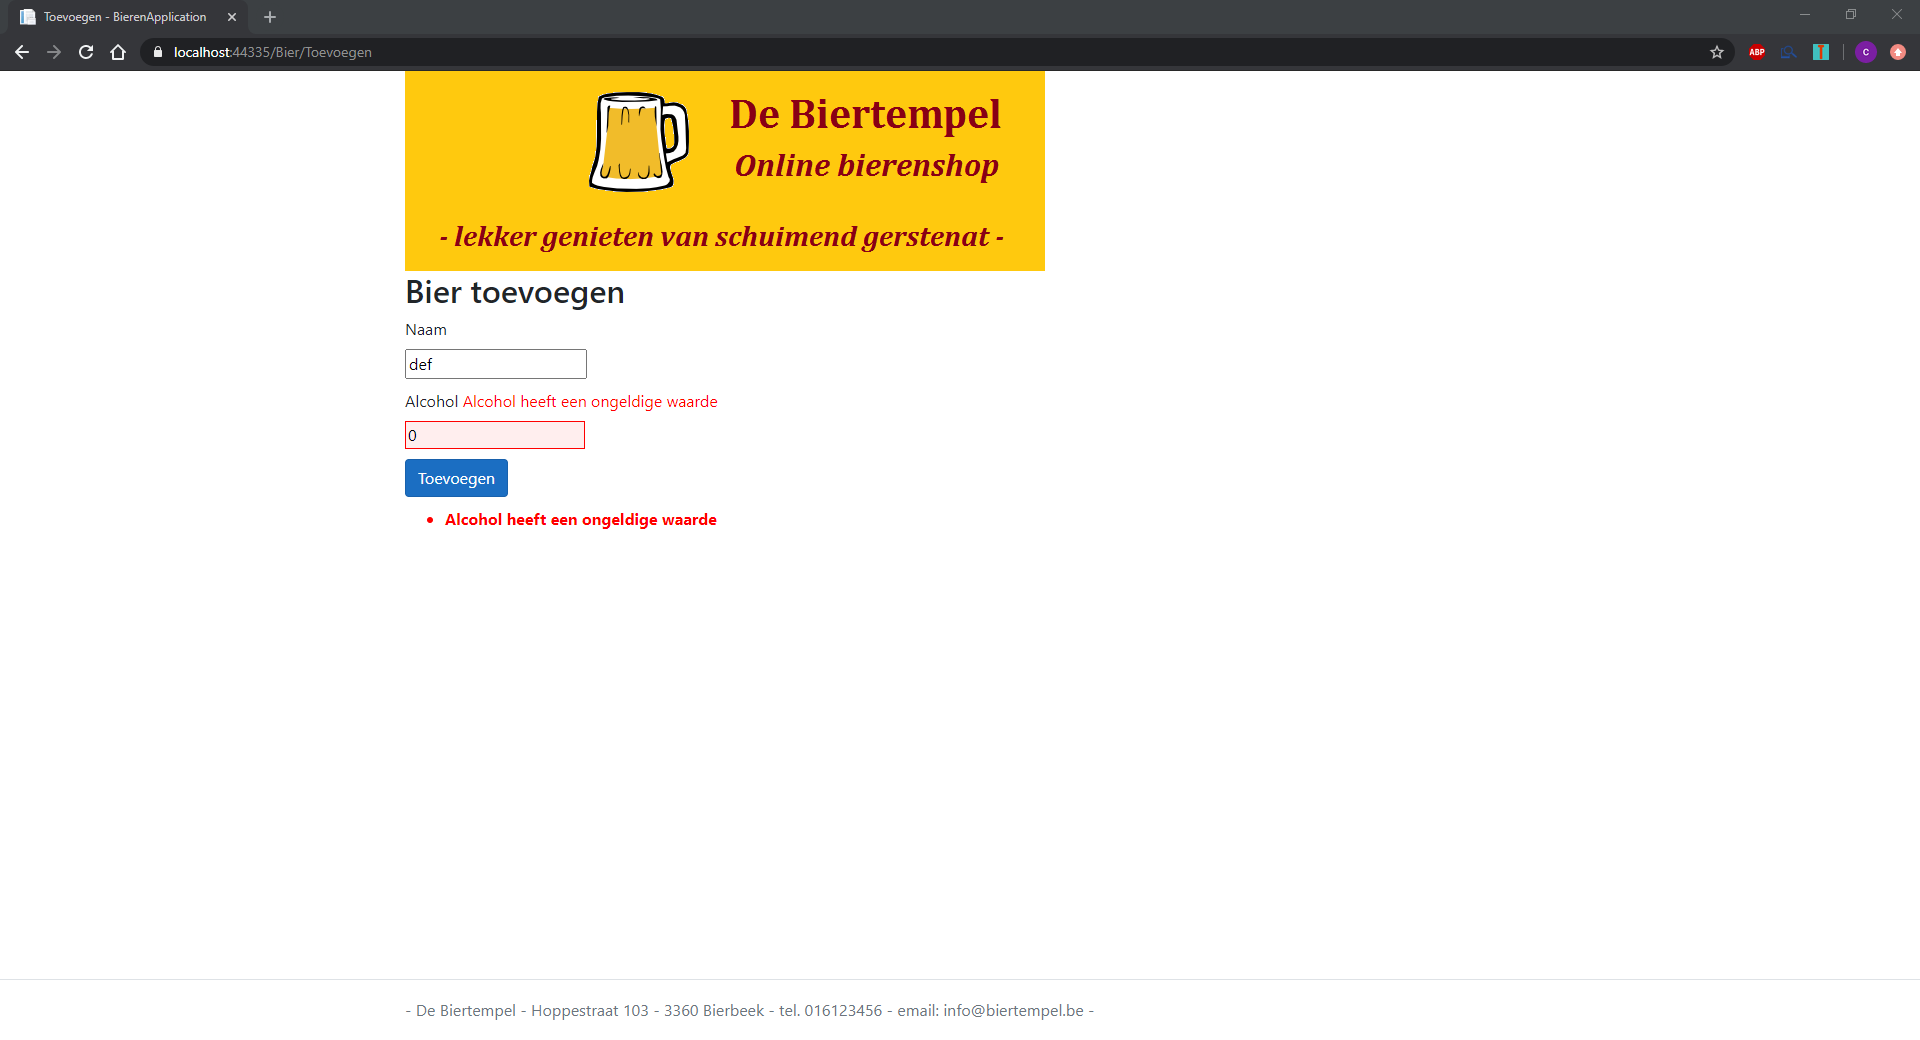 Toevoegen - BierenApplication
localhost:44335/Bier/Toevoegen
ABP
T
C
De Biertempel
Online bierenshop
- lekker genieten van schuimend gerstenat -
Bier toevoegen
Naam
def
Alcohol Alcohol heeft een ongeldige waarde
0
Toevoegen
• Alcohol heeft een ongeldige waarde
- De Biertempel - Hoppestraat 103 - 3360 Bierbeek - tel. 016123456 - email: info@biertempel.be -